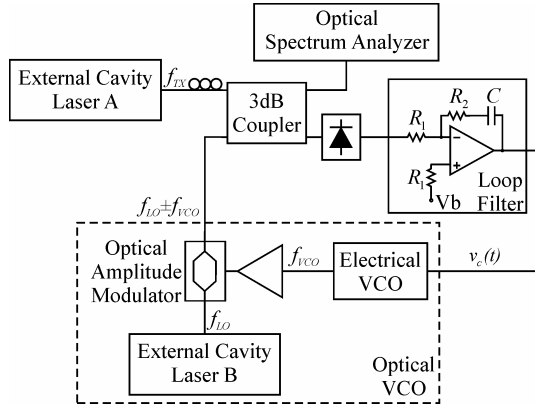 Optical
Spectrum Analyzer
External Cavity
Laser A
f_TX
3dB
Coupler
R_1
R_2
C
−
+
R_1
Vb
Loop
Filter
f_LO±f_VCO
Optical
Amplitude
Modulator
f_VCO
Electrical
VCO
v_c(t)
f_LO
External Cavity
Laser B
Optical
VCO